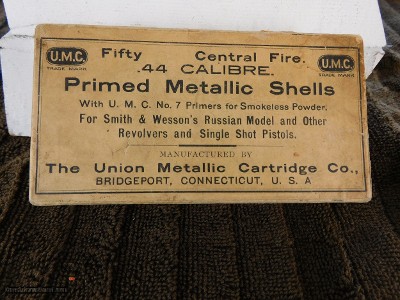 U.M.C. Fifty Central Fire. U.M.C.
TRADE MARK .44 CALIBRE. TRADE MARK
Primed Metallic Shells
With U. M. C. No. 7 Primers for Smokeless Powder.
For Smith & Wesson's Russian Model and Other
Revolvers and Single Shot Pistols.
MANUFACTURED BY
The Union Metallic Cartridge Co.,
BRIDGEPORT, CONNECTICUT, U. S. A